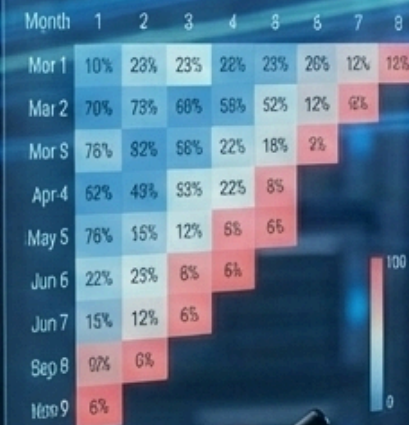 Month 1 2 3 4 5 6 7 8
Mor 1 10% 23% 23% 22% 23% 26% 12% 12%
Mar 2 70% 73% 68% 58% 52% 12%
Mor S 76% 82% 56% 22% 18% 2%
Apr-4 62% 43% 53% 22% 8%
May 5 76% 15% 12% 6% 6%
Jun 6 22% 23% 8% 6%
Jun 7 15% 12% 6%
Sep 8 6%
9 6%
100
0